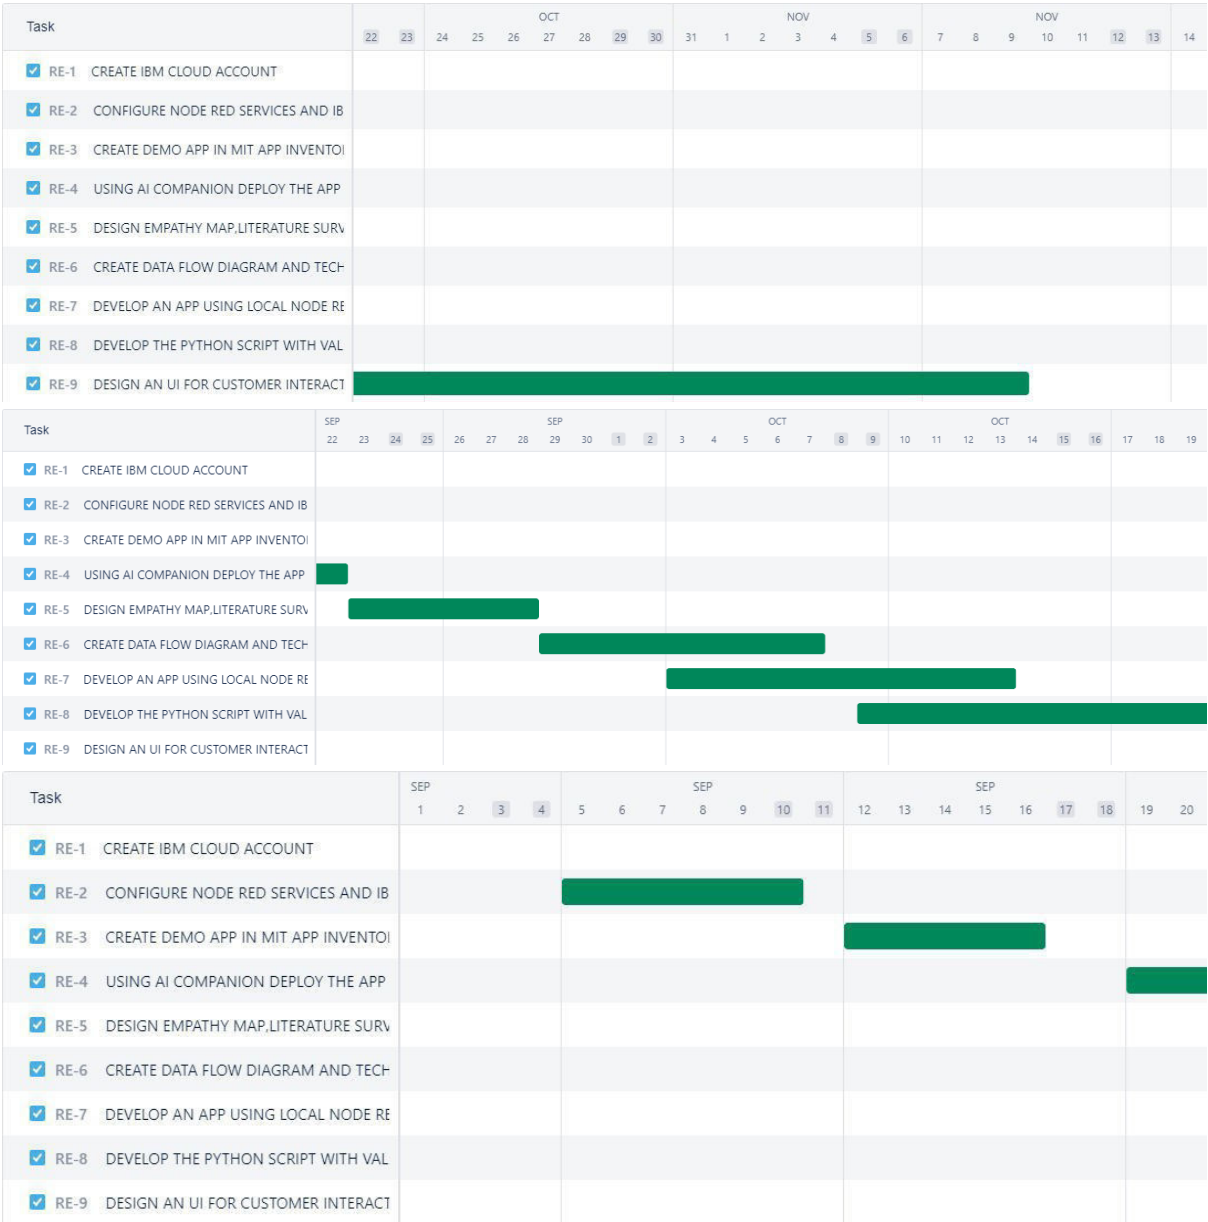 Task
OCT NOV NOV
22 23 24 25 26 27 28 29 30 31 1 2 3 4 5 6 7 8 9 10 11 12 13 14
RE-1 CREATE IBM CLOUD ACCOUNT
RE-2 CONFIGURE NODE RED SERVICES AND IB
RE-3 CREATE DEMO APP IN MIT APP INVENTO
RE-4 USING AI COMPANION DEPLOY THE APP
RE-5 DESIGN EMPATHY MAP,LITERATURE SURV
RE-6 CREATE DATA FLOW DIAGRAM AND TECH
RE-7 DEVELOP AN APP USING LOCAL NODE RE
RE-8 DEVELOP THE PYTHON SCRIPT WITH VAL
RE-9 DESIGN AN UI FOR CUSTOMER INTERACT
Task
SEP SEP OCT OCT
22 23 24 25 26 27 28 29 30 1 2 3 4 5 6 7 8 9 10 11 12 13 14 15 16 17 18 19
RE-1 CREATE IBM CLOUD ACCOUNT
RE-2 CONFIGURE NODE RED SERVICES AND IB
RE-3 CREATE DEMO APP IN MIT APP INVENTO
RE-4 USING AI COMPANION DEPLOY THE APP
RE-5 DESIGN EMPATHY MAP,LITERATURE SURV
RE-6 CREATE DATA FLOW DIAGRAM AND TECH
RE-7 DEVELOP AN APP USING LOCAL NODE RE
RE-8 DEVELOP THE PYTHON SCRIPT WITH VAL
RE-9 DESIGN AN UI FOR CUSTOMER INTERACT
Task
SEP SEP SEP
1 2 3 4 5 6 7 8 9 10 11 12 13 14 15 16 17 18 19 20
RE-1 CREATE IBM CLOUD ACCOUNT
RE-2 CONFIGURE NODE RED SERVICES AND IB
RE-3 CREATE DEMO APP IN MIT APP INVENTO
RE-4 USING AI COMPANION DEPLOY THE APP
RE-5 DESIGN EMPATHY MAP,LITERATURE SURV
RE-6 CREATE DATA FLOW DIAGRAM AND TECH
RE-7 DEVELOP AN APP USING LOCAL NODE RE
RE-8 DEVELOP THE PYTHON SCRIPT WITH VAL
RE-9 DESIGN AN UI FOR CUSTOMER INTERACT